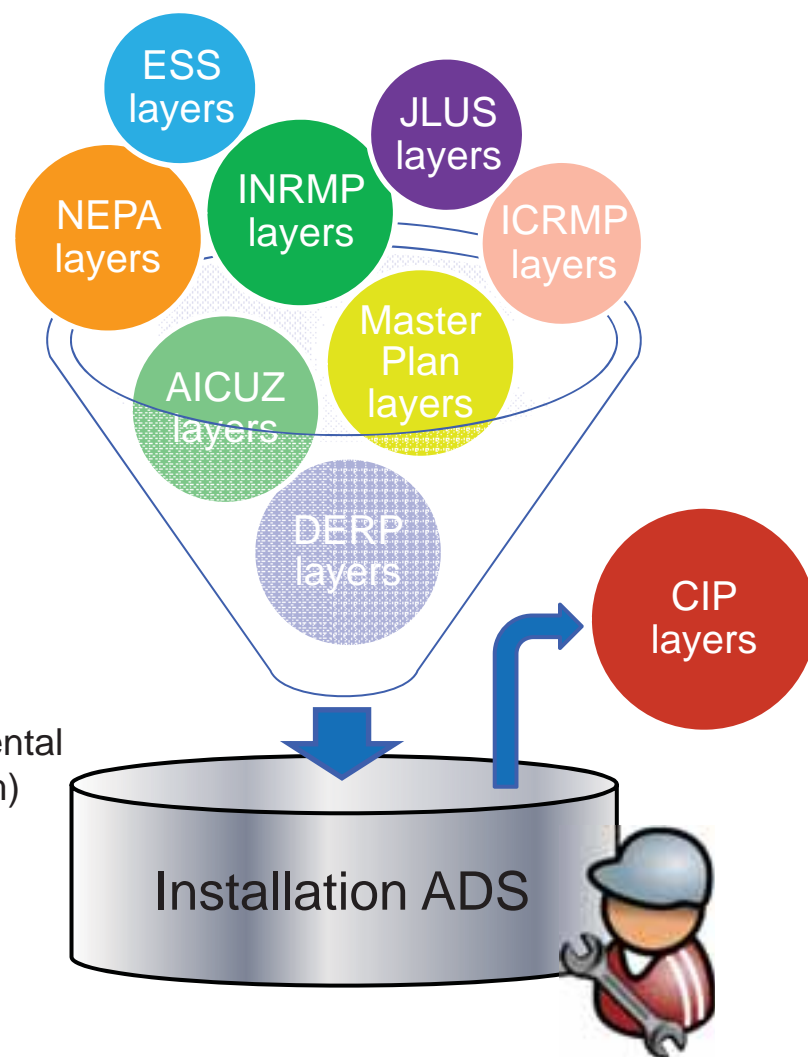 ESS
layers
JLUS
layers
NEPA
layers
INRMP
layers
ICRMP
layers
AICUZ
layers
Master
Plan
layers
DERP
layers
CIP
layers
ental
n)
Installation ADS